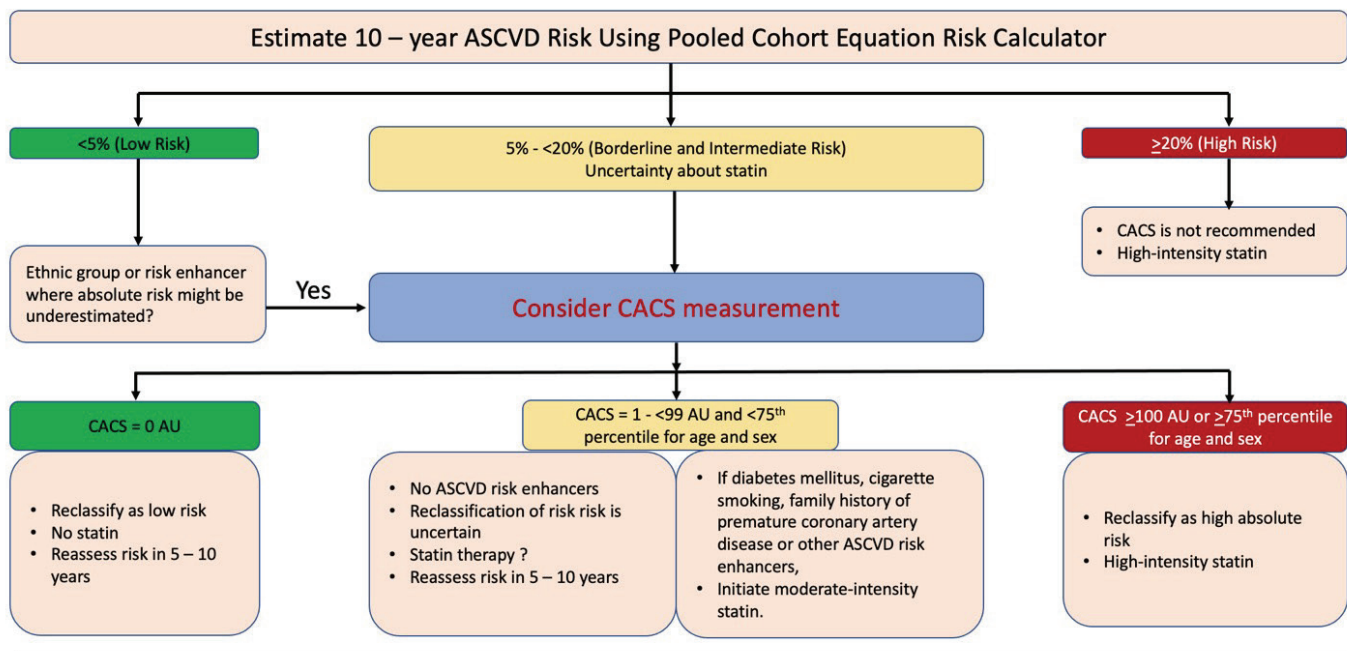 Estimate 10 – year ASCVD Risk Using Pooled Cohort Equation Risk Calculator
<5% (Low Risk)
5% - <20% (Borderline and Intermediate Risk)
Uncertainty about statin
≥20% (High Risk)
• CACS is not recommended
• High-intensity statin
Ethnic group or risk enhancer
where absolute risk might be
underestimated?
Yes
Consider CACS measurement
CACS = 0 AU
CACS = 1 - <99 AU and <75th
percentile for age and sex
CACS ≥100 AU or ≥75th percentile
for age and sex
• Reclassify as low risk
• No statin
• Reassess risk in 5 – 10
years
• No ASCVD risk enhancers
• Reclassification of risk risk is
uncertain
• Statin therapy ?
• Reassess risk in 5 – 10 years
• If diabetes mellitus, cigarette
smoking, family history of
premature coronary artery
disease or other ASCVD risk
enhancers,
• Initiate moderate-intensity
statin.
• Reclassify as high absolute
risk
• High-intensity statin